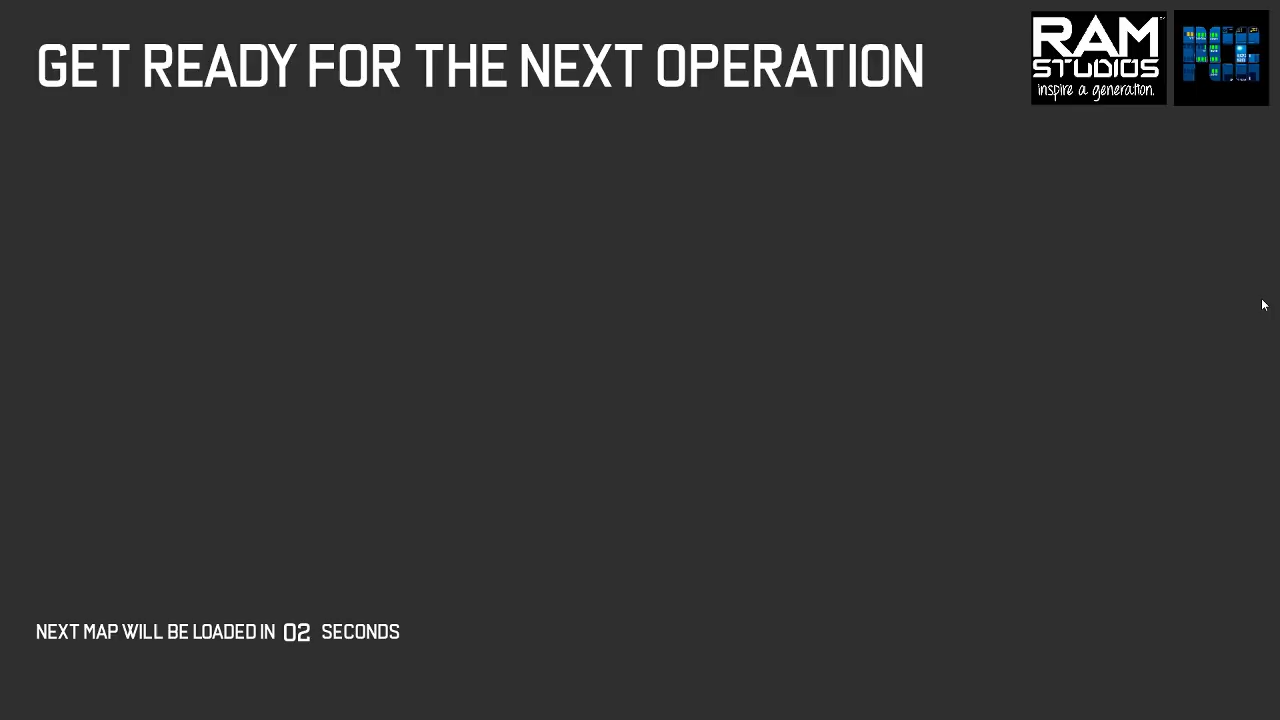 GET READY FOR THE NEXT OPERATION
RAM
STUDIOS
inspire a generation.
NEXT MAP WILL BE LOADED IN 02 SECONDS